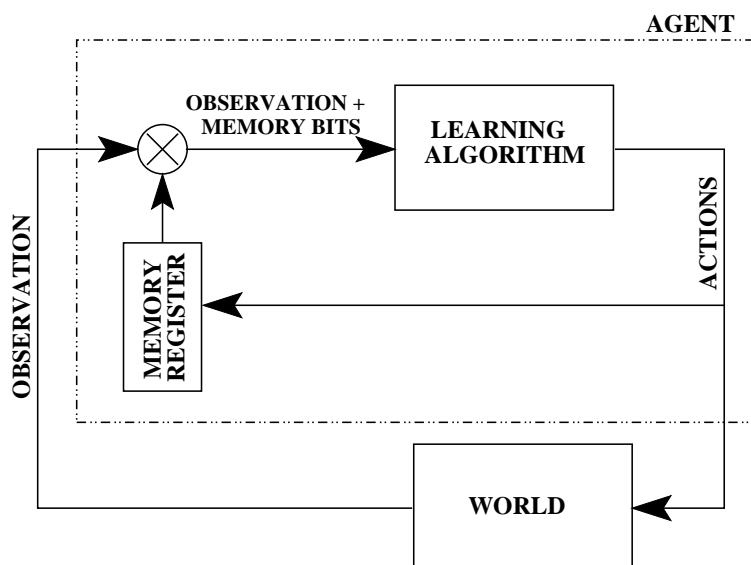 AGENT
OBSERVATION +
MEMORY BITS
LEARNING
ALGORITHM
OBSERVATION
MEMORY
REGISTER
ACTIONS
WORLD